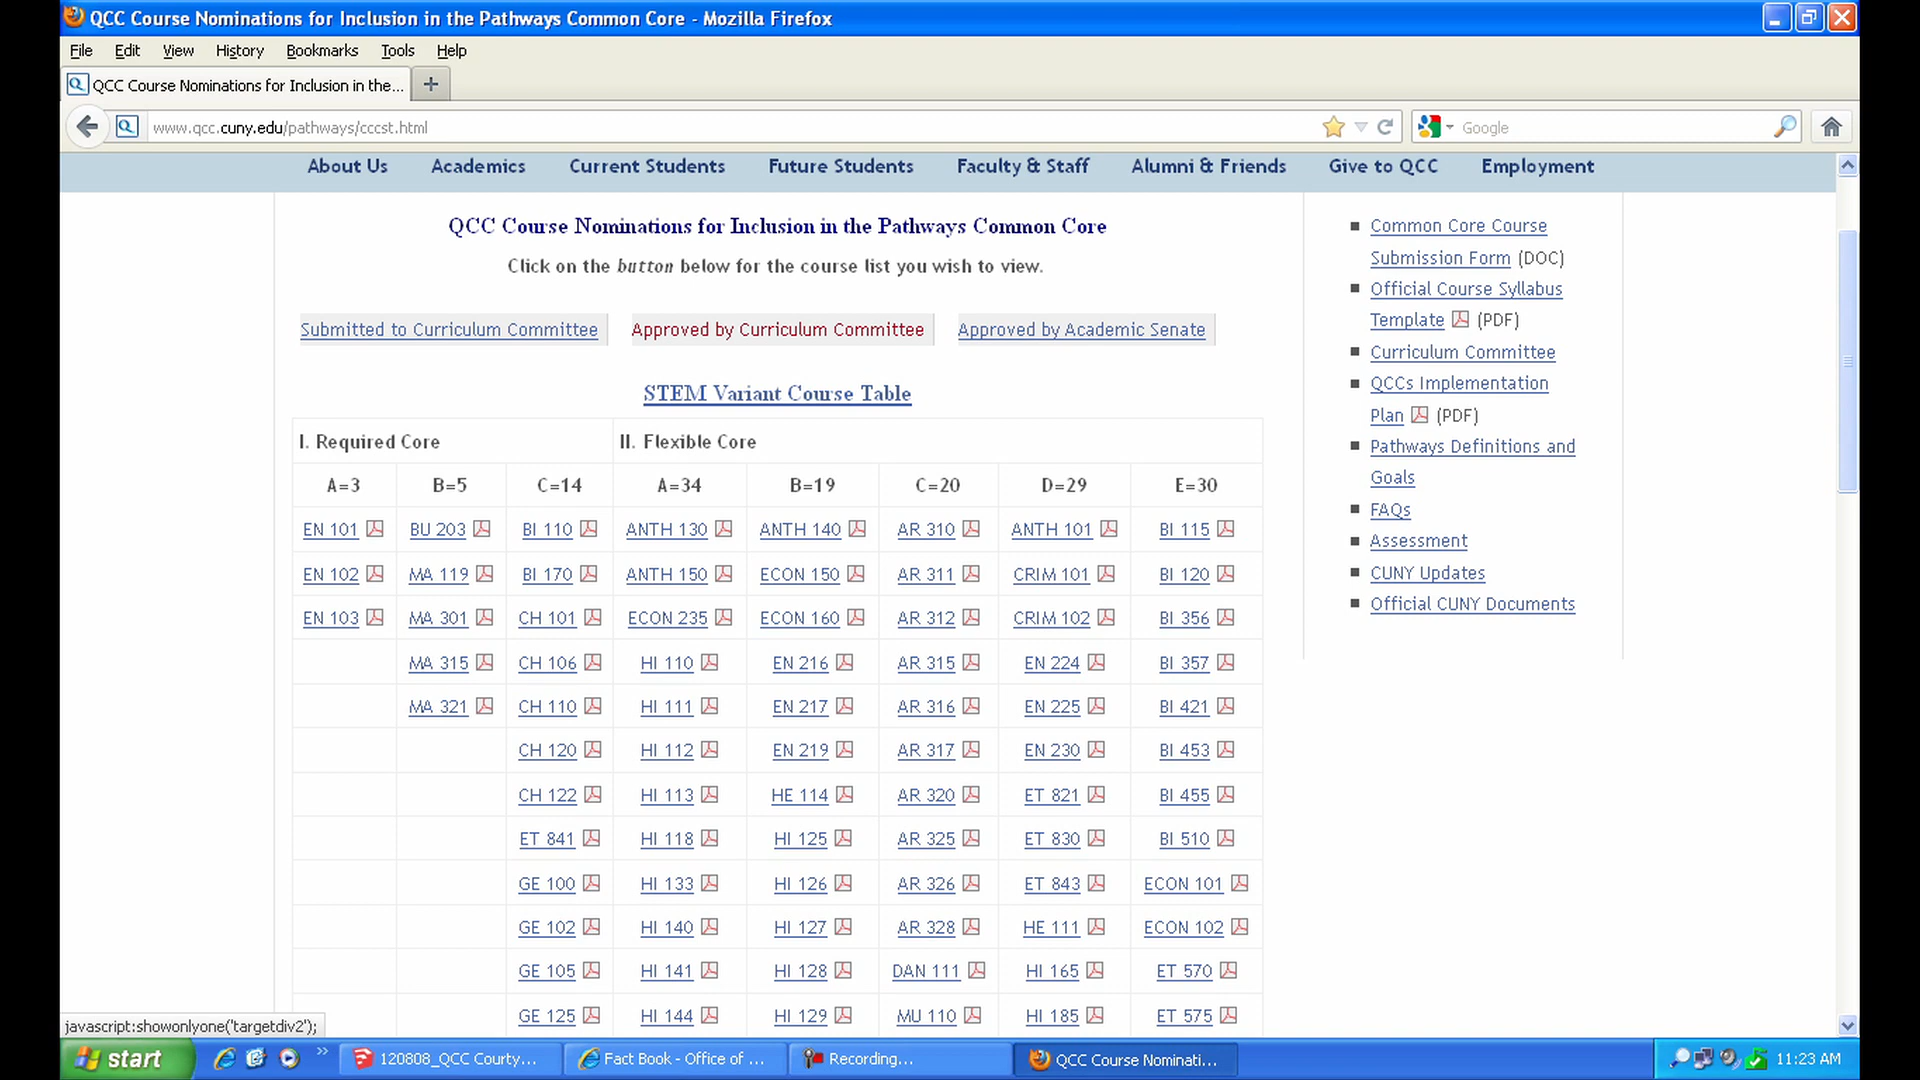 QCC Course Nominations for Inclusion in the Pathways Common Core - Mozilla Firefox
File Edit View History Bookmarks Tools Help
QCC Course Nominations for Inclusion in the...
www.qcc.cuny.edu/pathways/cccst.html
Google
About Us Academics Current Students Future Students Faculty & Staff Alumni & Friends Give to QCC Employment
QCC Course Nominations for Inclusion in the Pathways Common Core
Click on the button below for the course list you wish to view.
Submitted to Curriculum Committee Approved by Curriculum Committee Approved by Academic Senate
STEM Variant Course Table
I. Required Core II. Flexible Core
A=3 B=5 C=14 A=34 B=19 C=20 D=29 E=30
EN 101 BU 203 BI 110 ANTH 130 ANTH 140 AR 310 ANTH 101 BI 115
EN 102 MA 119 BI 170 ANTH 150 ECON 150 AR 311 CRIM 101 BI 120
EN 103 MA 301 CH 101 ECON 235 ECON 160 AR 312 CRIM 102 BI 356
MA 315 CH 106 HI 110 EN 216 AR 315 EN 224 BI 357
MA 321 CH 110 HI 111 EN 217 AR 316 EN 225 BI 421
CH 120 HI 112 EN 219 AR 317 EN 230 BI 453
CH 122 HI 113 HE 114 AR 320 ET 821 BI 455
ET 841 HI 118 HI 125 AR 325 ET 830 BI 510
GE 100 HI 133 HI 126 AR 326 ET 843 ECON 101
GE 102 HI 140 HI 127 AR 328 HE 111 ECON 102
GE 105 HI 141 HI 128 DAN 111 HI 165 ET 570
GE 125 HI 144 HI 129 MU 110 HI 185 ET 575
Common Core Course
Submission Form (DOC)
Official Course Syllabus
Template (PDF)
Curriculum Committee
QCCs Implementation
Plan (PDF)
Pathways Definitions and
Goals
FAQs
Assessment
CUNY Updates
Official CUNY Documents
javascript:showonlyone('targetdiv2');
start 120808_QCC Courty... Fact Book - Office of ... Recording... QCC Course Nominati... 11:23 AM